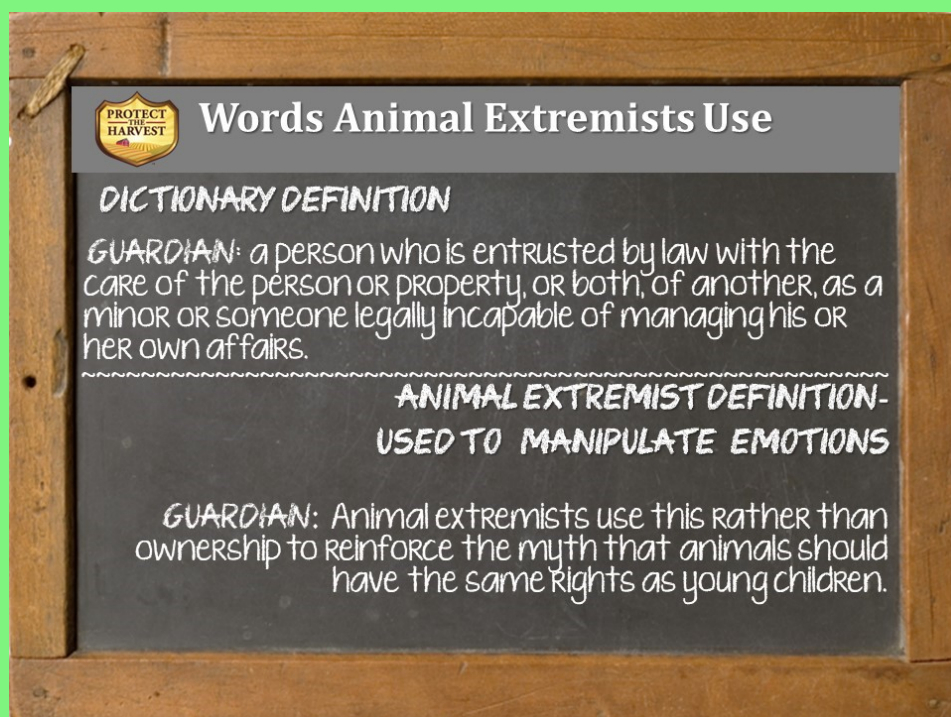 PROTECT
THE
HARVEST
Words Animal Extremists Use
DICTIONARY DEFINITION
GUARDIAN: a person who is entrusted by law with the
care of the person or property, or both, of another, as a
minor or someone legally incapable of managing his or
her own affairs.
~~~~~~~~~~~~~~~~~~~~~~~~~~~~~~~~~~~~~~~~~~~~~~~~~~~~~~
ANIMAL EXTREMIST DEFINITION-
USED TO MANIPULATE EMOTIONS
GUARDIAN: Animal extremists use this rather than
ownership to reinforce the myth that animals should
have the same rights as young children.